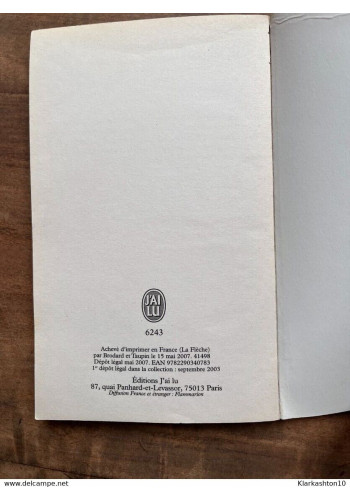 J'AI
LU
6243
Achevé d'imprimer en France (La Flèche)
par Brodard et Taupin le 15 mai 2007. 41498
Dépôt légal mai 2007. EAN 9782290340783
1er dépôt légal dans la collection : septembre 2003
Éditions J'ai lu
87, quai Panhard-et-Levassor, 75013 Paris
Diffusion France et étranger : Flammarion
www.delcampe.net
Klarkashton10